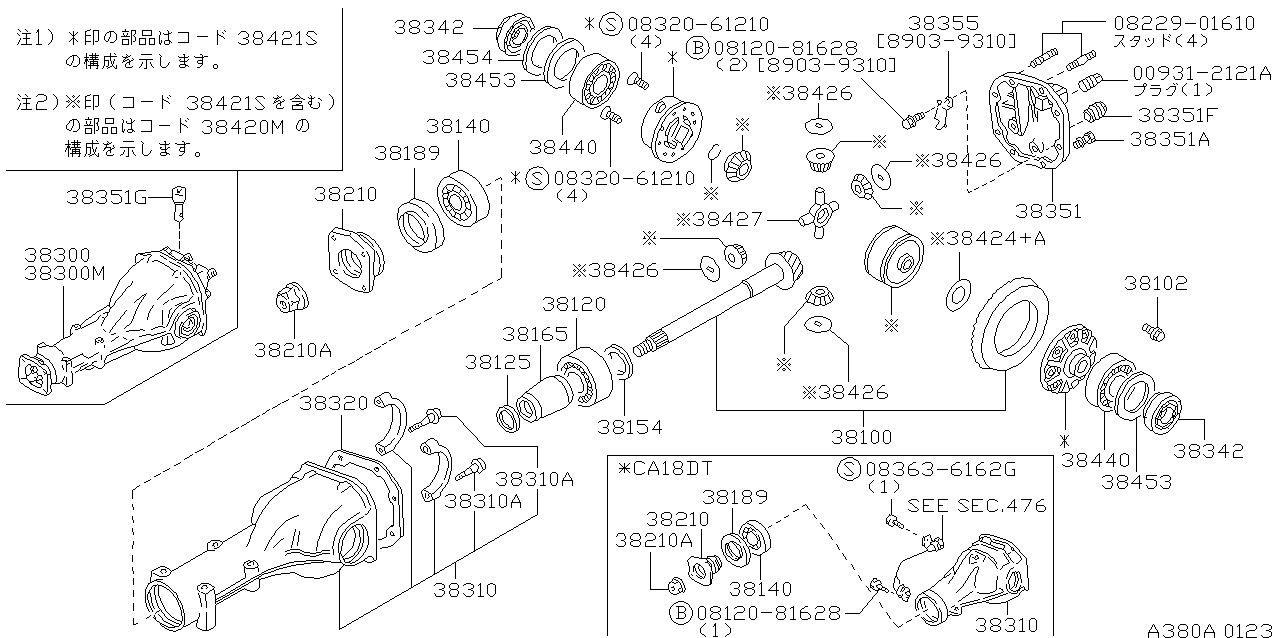 注1) *印の部品はコード 38421S
の構成を示します。
注2) ※印(コード 38421Sを含む)
の部品はコード 38420M の
構成を示します。
38351G
38300
38300M
38342
38454
38453
38440
*Ⓢ08320-61210
(4)
*
Ⓑ08120-81628
(2)[8903-9310]
38355
[8903-9310]
08229-01610
スタッド(4)
00931-2121A
プラグ(1)
38351F
38351A
38351
38140
38189
38210
38210A
*Ⓢ08320-61210
(4)
※
※
※38426
※
※38426
※
※38427
※
※38426
※38424+A
※
※
※38426
38102
38120
38165
38125
38154
38100
*
38440
38453
38342
38320
38310A
38310A
38310
*CA18DT
38189
38210
38210A
38140
Ⓑ08120-81628
(1)
Ⓢ08363-6162G
(1)
SEE SEC.476
38310
A380A 0123